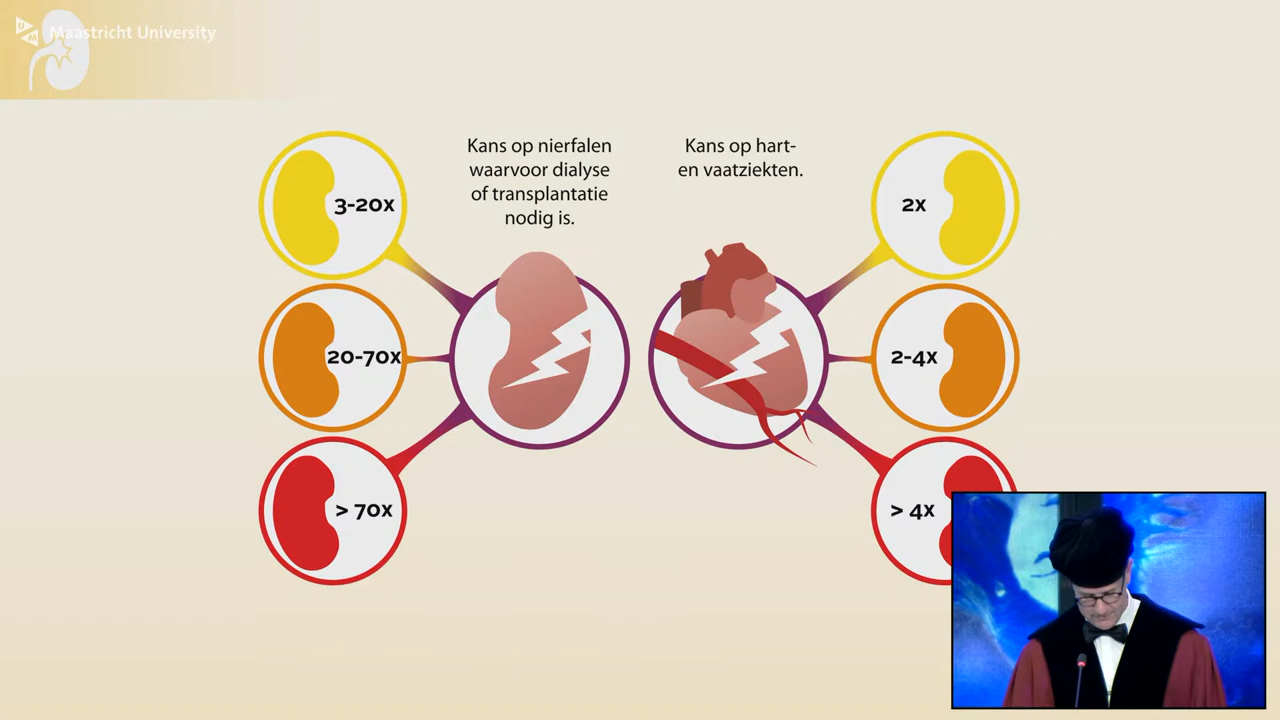 UM
Maastricht University
Kans op nierfalen
waarvoor dialyse
of transplantatie
nodig is.
Kans op hart-
en vaatziekten.
3-20x
2x
20-70x
2-4x
> 70x
> 4x